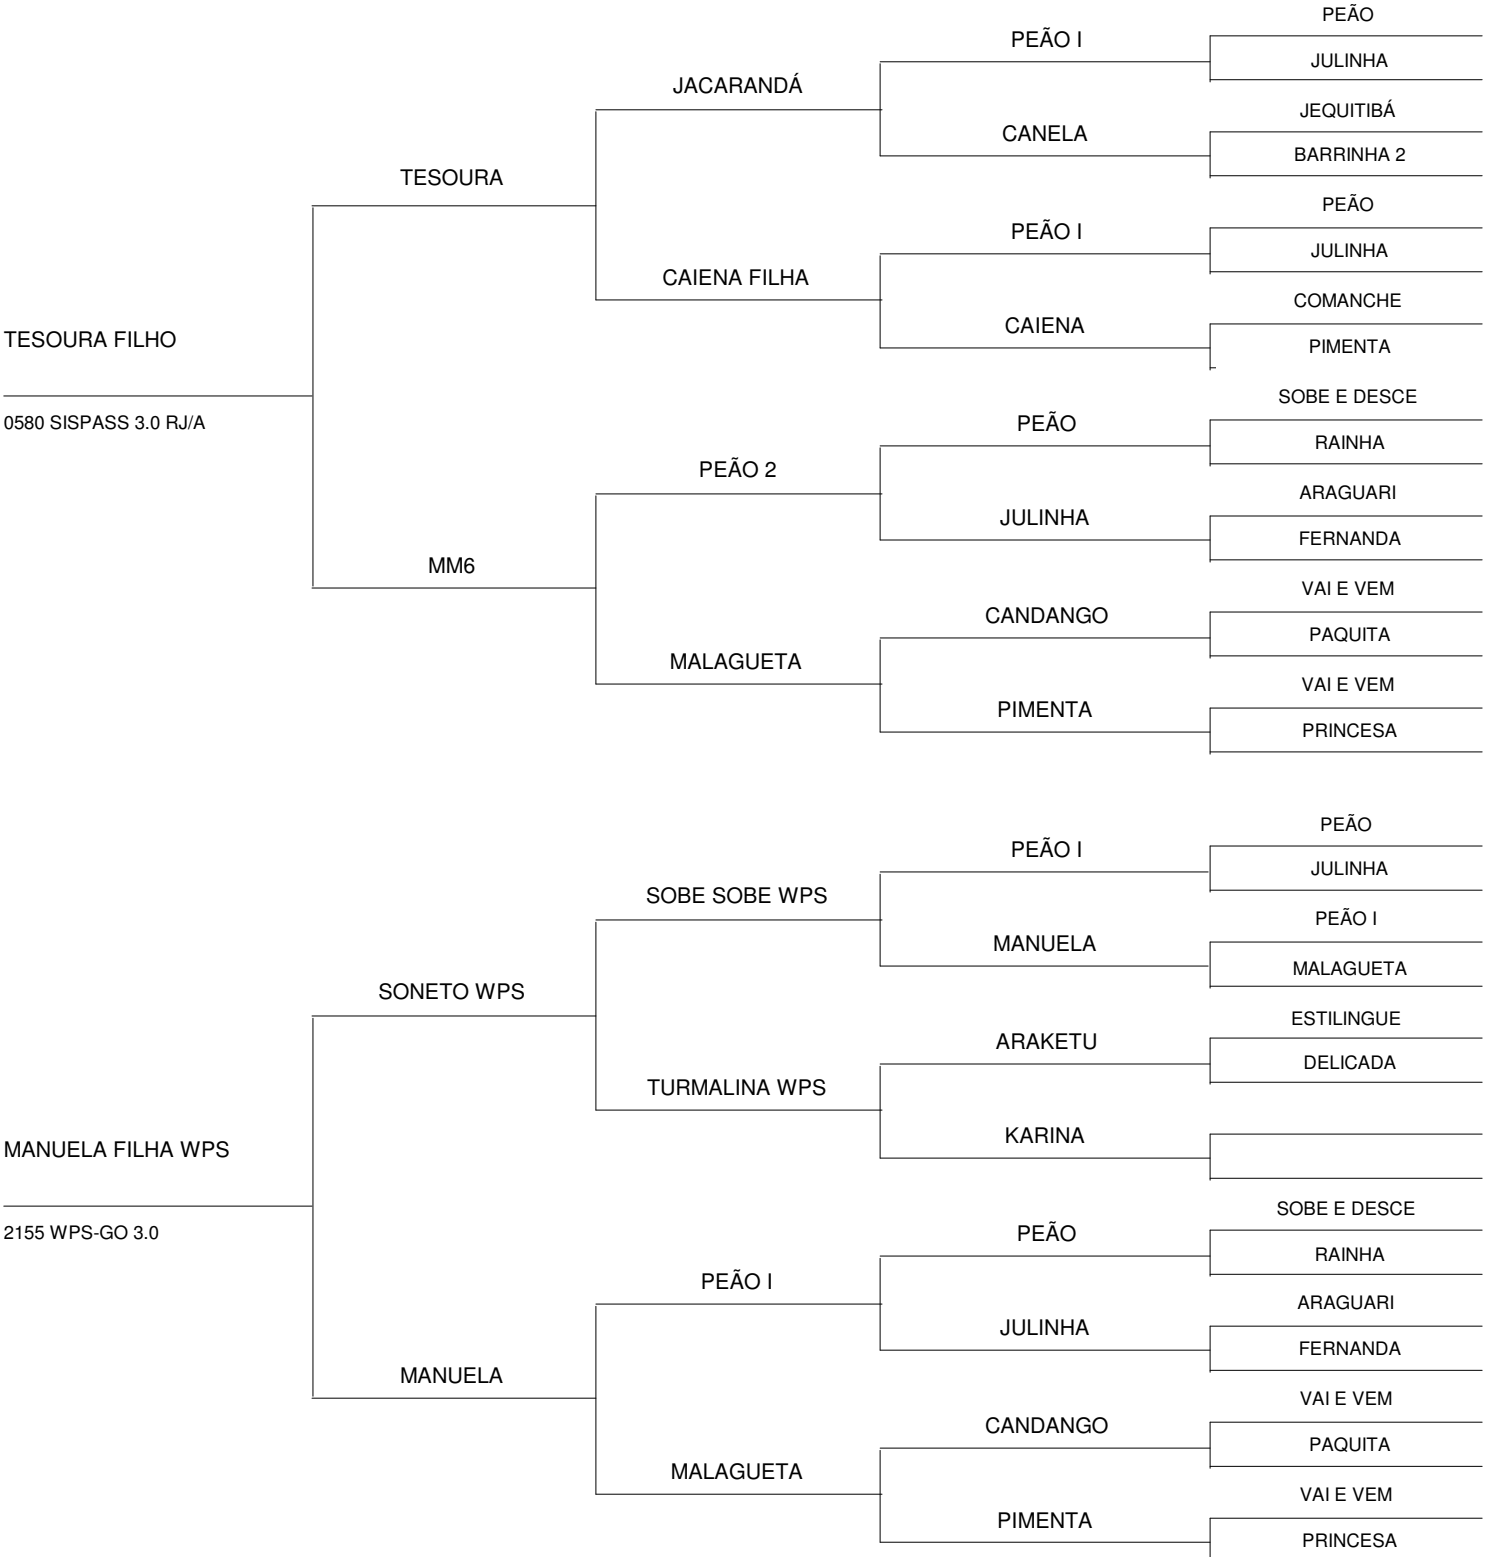 PEÃO
PEÃO I
JULINHA
JACARANDÁ
JEQUITIBÁ
CANELA
BARRINHA 2
TESOURA
PEÃO
PEÃO I
JULINHA
CAIENA FILHA
COMANCHE
CAIENA
PIMENTA
TESOURA FILHO
0580 SISPASS 3.0 RJ/A
SOBE E DESCE
PEÃO
RAINHA
PEÃO 2
ARAGUARI
JULINHA
FERNANDA
MM6
VAI E VEM
CANDANGO
PAQUITA
MALAGUETA
VAI E VEM
PIMENTA
PRINCESA
PEÃO
PEÃO I
JULINHA
SOBE SOBE WPS
PEÃO I
MANUELA
MALAGUETA
SONETO WPS
ESTILINGUE
ARAKETU
DELICADA
TURMALINA WPS
KARINA
MANUELA FILHA WPS
2155 WPS-GO 3.0
SOBE E DESCE
PEÃO
RAINHA
PEÃO I
ARAGUARI
JULINHA
FERNANDA
MANUELA
VAI E VEM
CANDANGO
PAQUITA
MALAGUETA
VAI E VEM
PIMENTA
PRINCESA